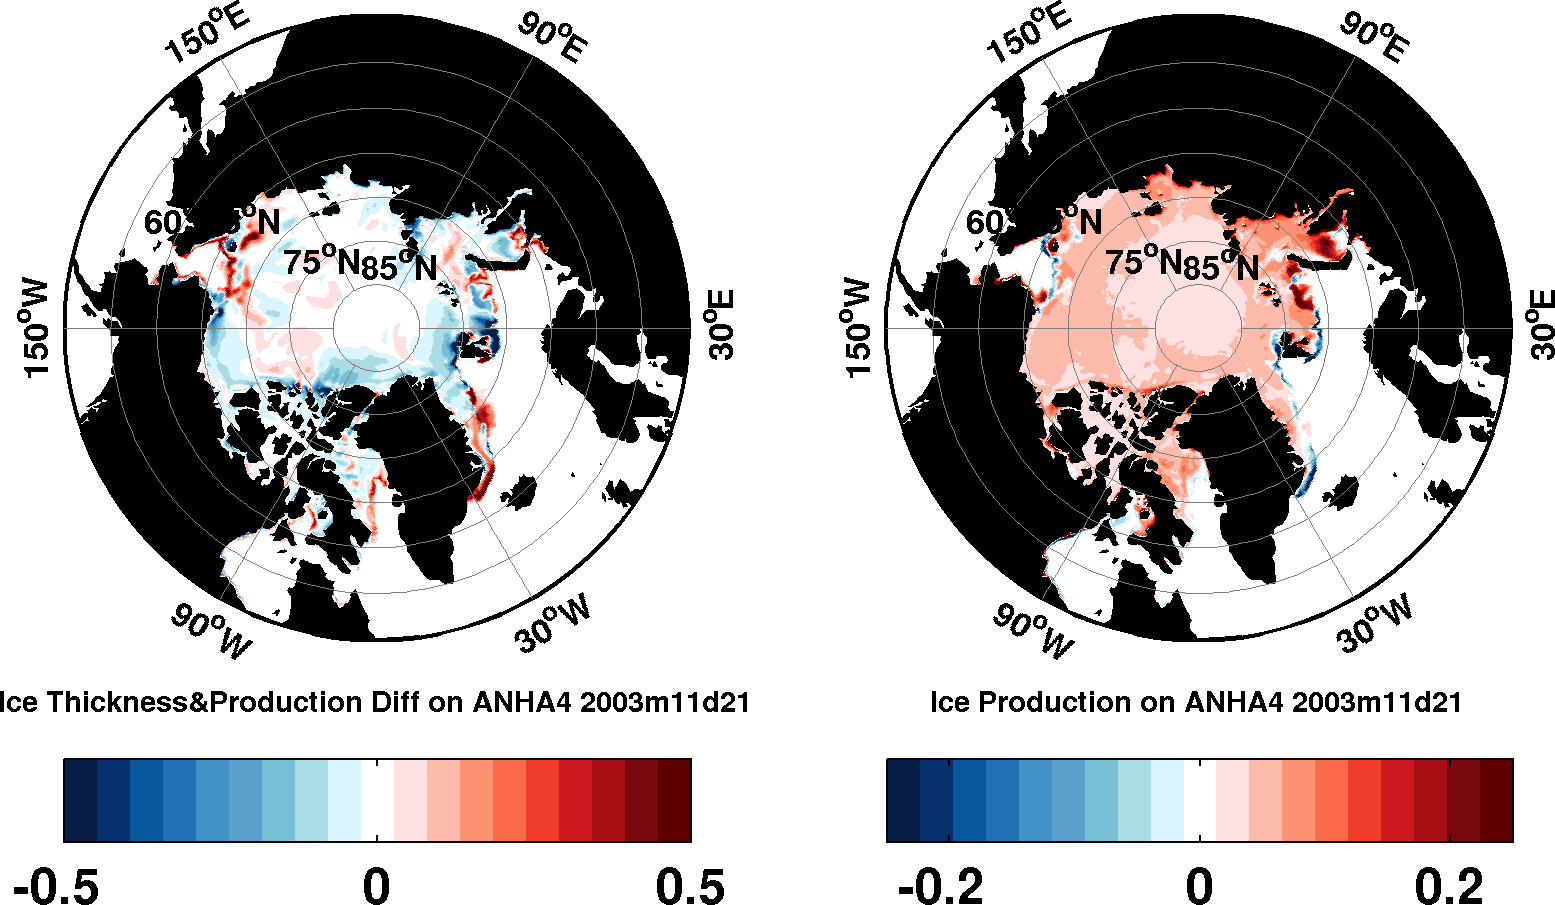 150°E 90°E 150°E 90°E
60 °N 60 °N
75°N 85°N 75°N 85°N
150°W 30°E 150°W 30°E
90°W 30°W 90°W 30°W
Ice Thickness&Production Diff on ANHA4 2003m11d21
Ice Production on ANHA4 2003m11d21
-0.5 0 0.5
-0.2 0 0.2